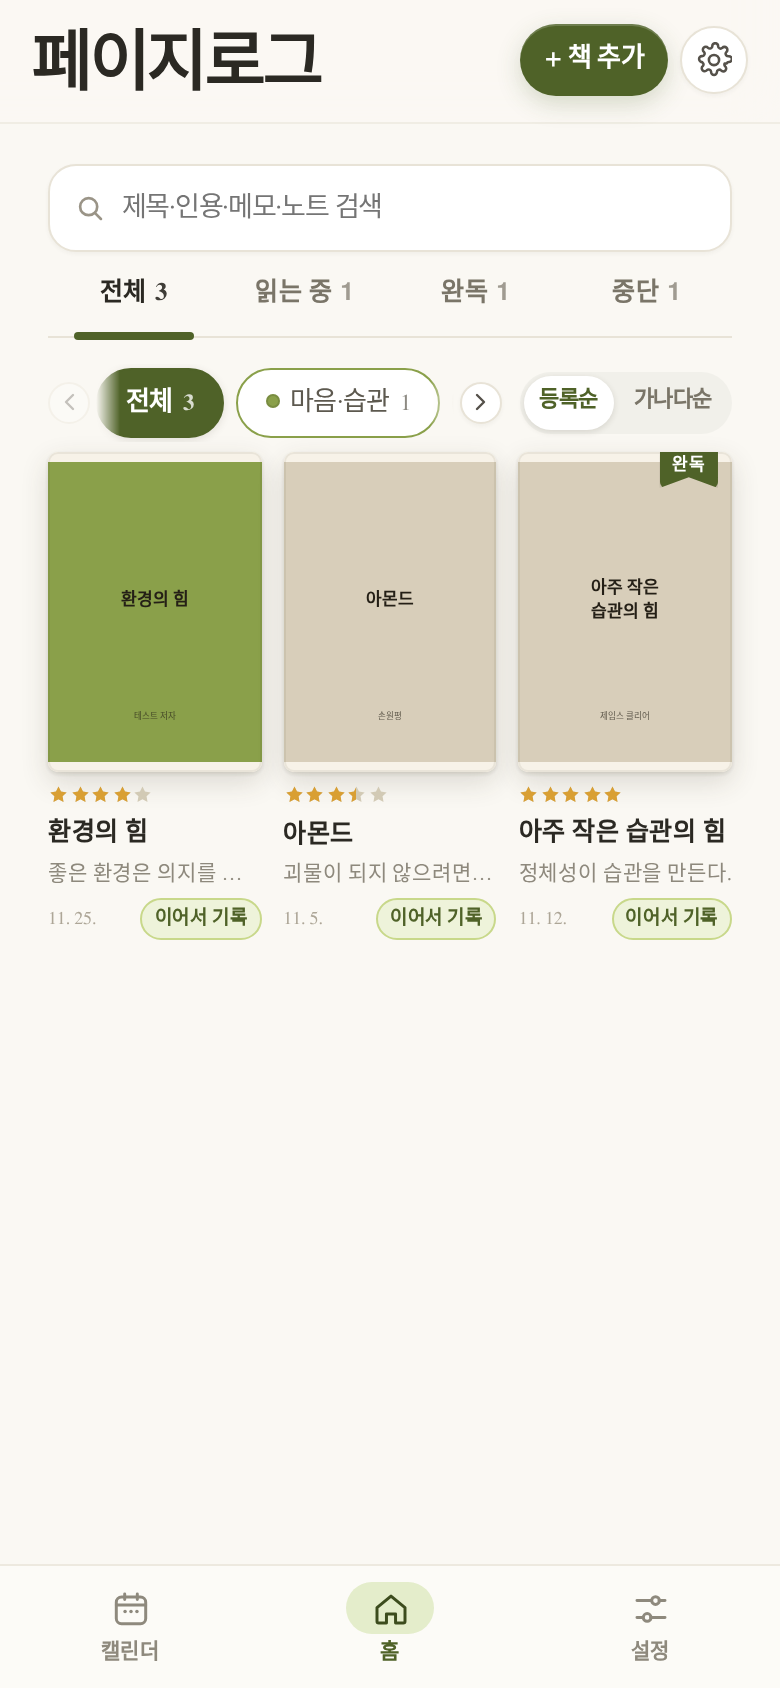 페이지로그
+ 책 추가
제목·인용·메모·노트 검색
전체 3 읽는 중 1 완독 1 중단 1
전체 3 마음·습관 1 등록순 가나다순
환경의 힘
테스트 저자
아몬드
손원평
완독
아주 작은
습관의 힘
제임스 클리어
환경의 힘
좋은 환경은 의지를 …
11. 25. 이어서 기록
아몬드
괴물이 되지 않으려면…
11. 5. 이어서 기록
아주 작은 습관의 힘
정체성이 습관을 만든다.
11. 12. 이어서 기록
캘린더 홈 설정